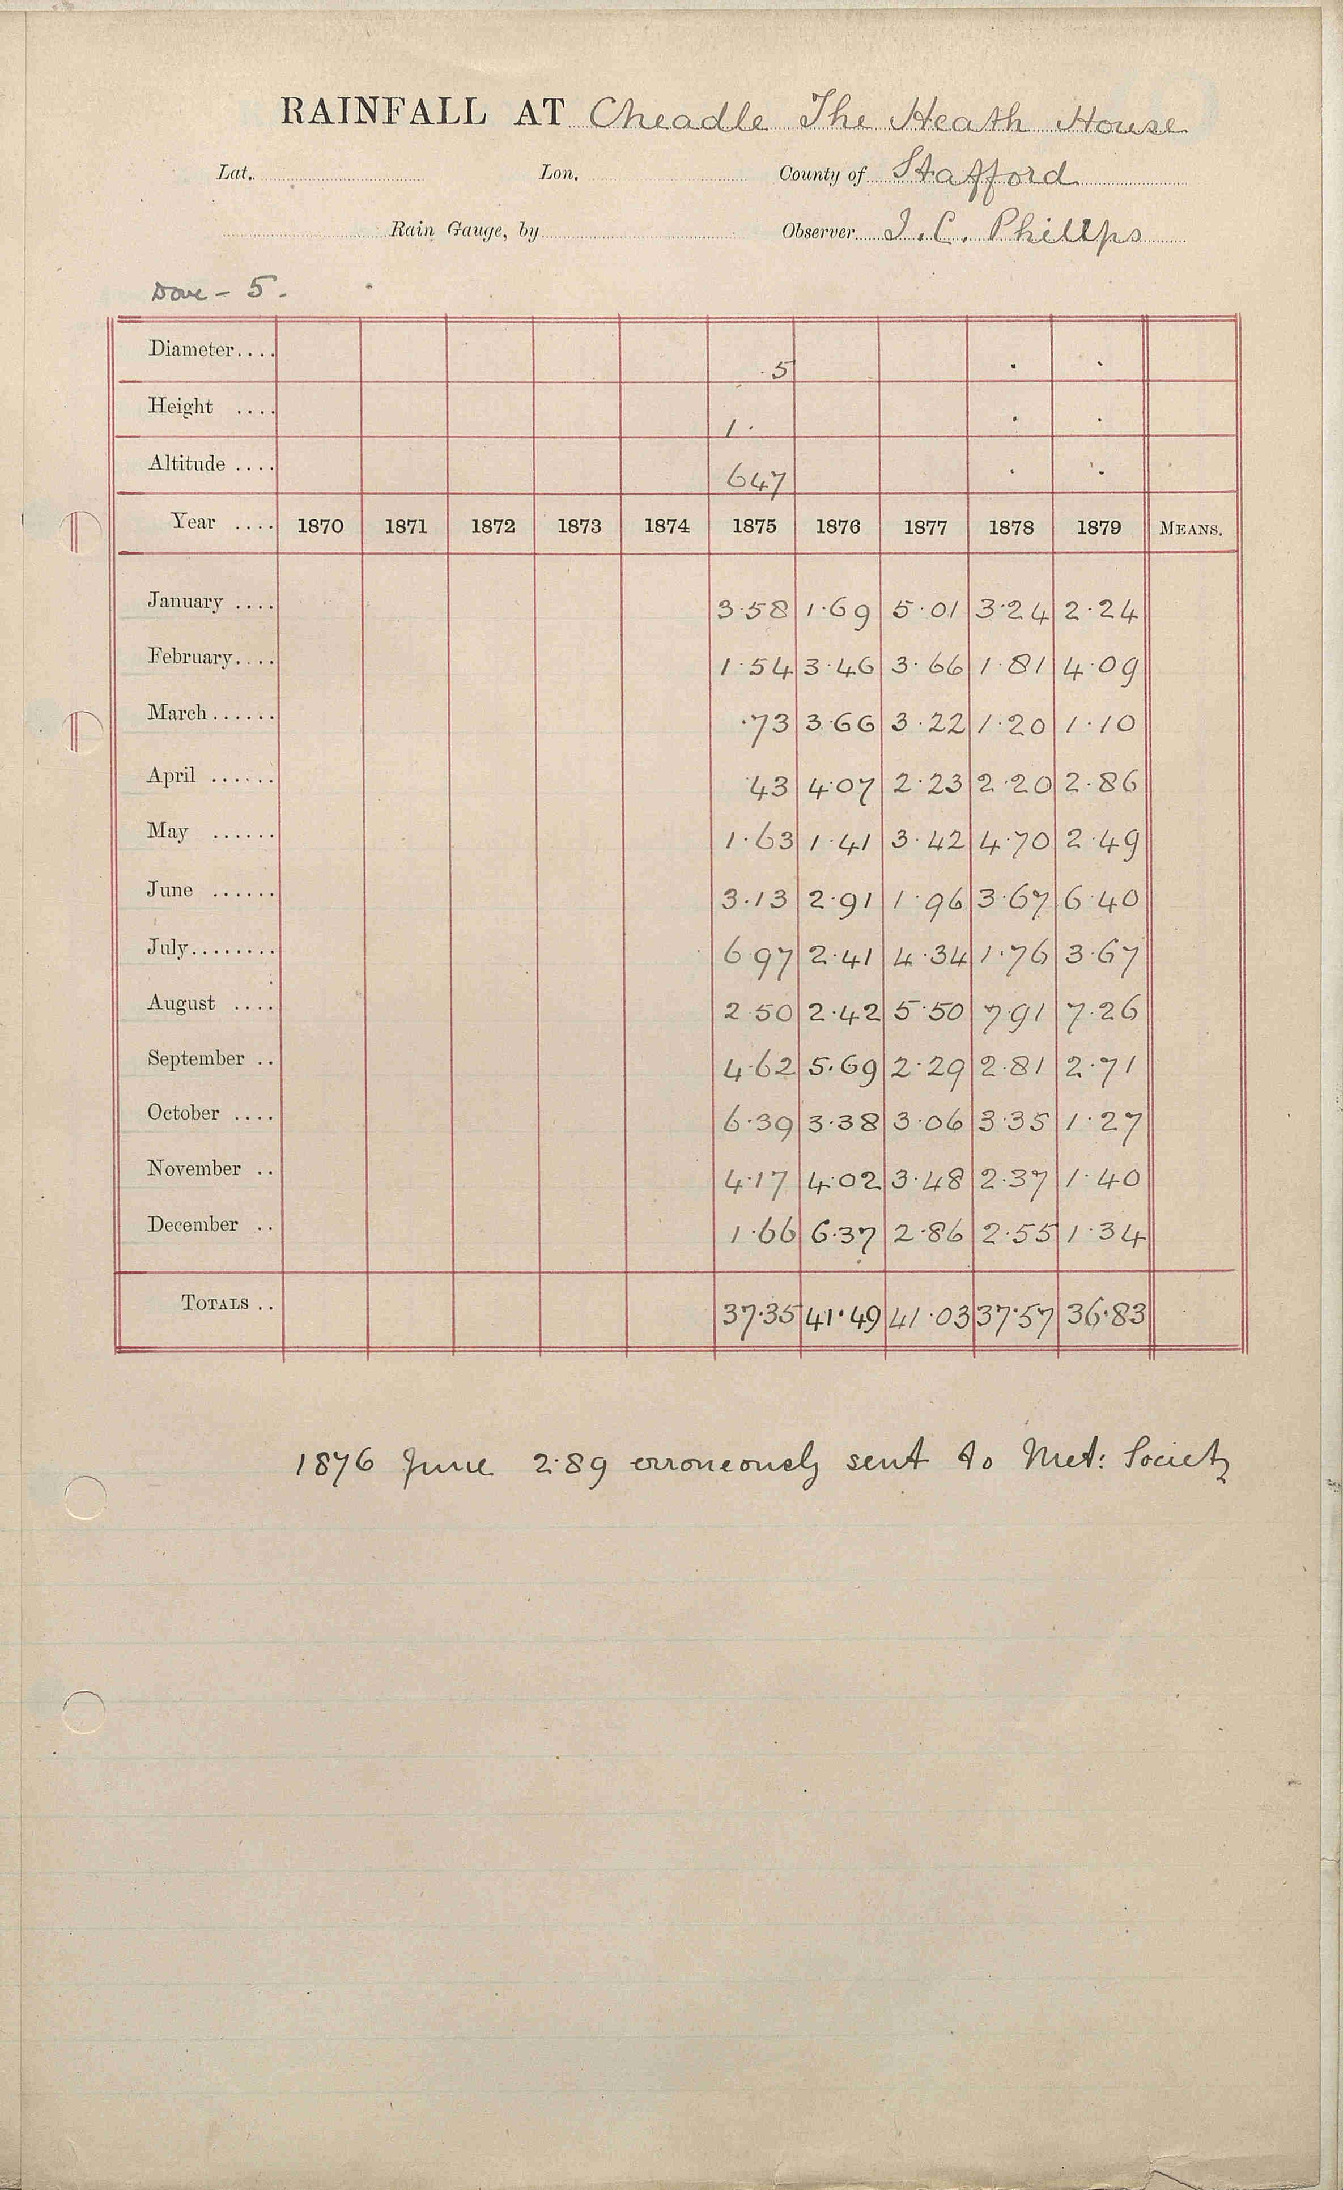 RAINFALL AT Cheadle The Heath House
Lat. Lon. County of Stafford
Rain Gauge, by Observer J. C. Phillps
Dove - 5.
Diameter.... 5
Height .... 1.
Altitude .... 647
Year .... 1870 1871 1872 1873 1874 1875 1876 1877 1878 1879 MEANS.
January .... 3.58 1.69 5.01 3.24 2.24
February.... 1.54 3.46 3.66 1.81 4.09
March...... .73 3.66 3.22 1.20 1.10
April ...... .43 4.07 2.23 2.20 2.86
May ...... 1.63 1.41 3.42 4.70 2.49
June ...... 3.13 2.91 1.96 3.67 6.40
July........ 6.97 2.41 4.34 1.76 3.67
August .... 2.50 2.42 5.50 7.91 7.26
September .. 4.62 5.69 2.29 2.81 2.71
October .... 6.39 3.38 3.06 3.35 1.27
November .. 4.17 4.02 3.48 2.37 1.40
December .. 1.66 6.37 2.86 2.55 1.34
TOTALS .. 37.35 41.49 41.03 37.57 36.83
1876 June 2.89 erroneously sent to Met: Society